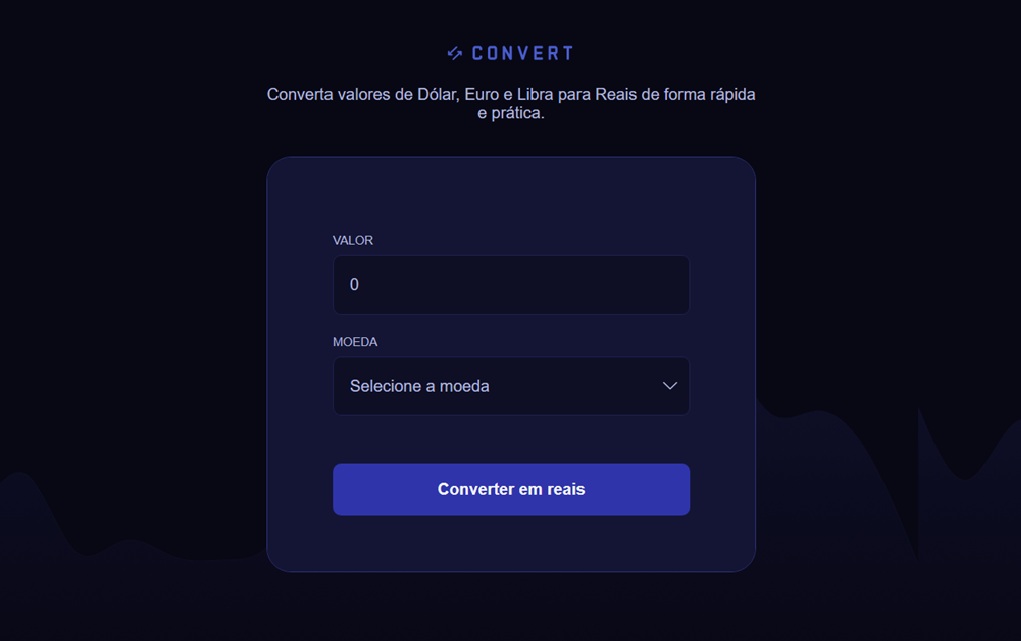 CONVERT
Converta valores de Dólar, Euro e Libra para Reais de forma rápida
e prática.
VALOR
0
MOEDA
Selecione a moeda
Converter em reais